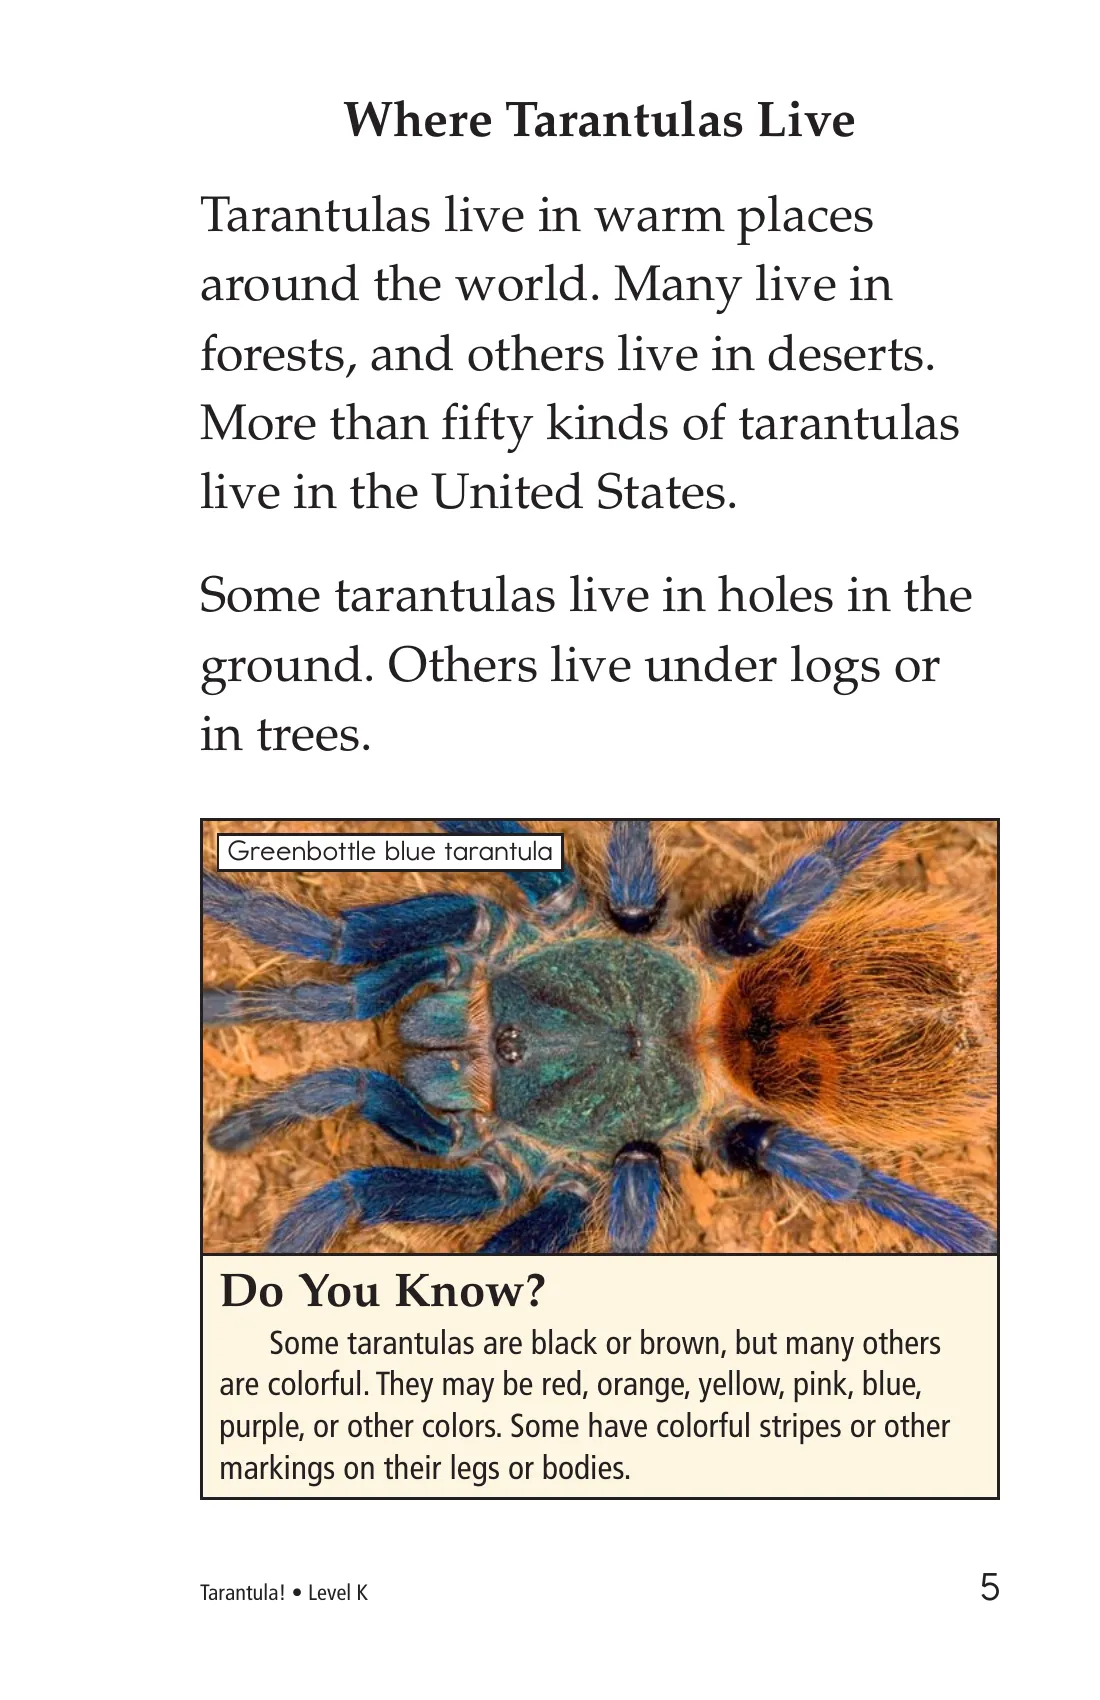 Where Tarantulas Live
Tarantulas live in warm places
around the world. Many live in
forests, and others live in deserts.
More than fifty kinds of tarantulas
live in the United States.
Some tarantulas live in holes in the
ground. Others live under logs or
in trees.
Greenbottle blue tarantula
Do You Know?
Some tarantulas are black or brown, but many others
are colorful. They may be red, orange, yellow, pink, blue,
purple, or other colors. Some have colorful stripes or other
markings on their legs or bodies.
Tarantula! • Level K
5